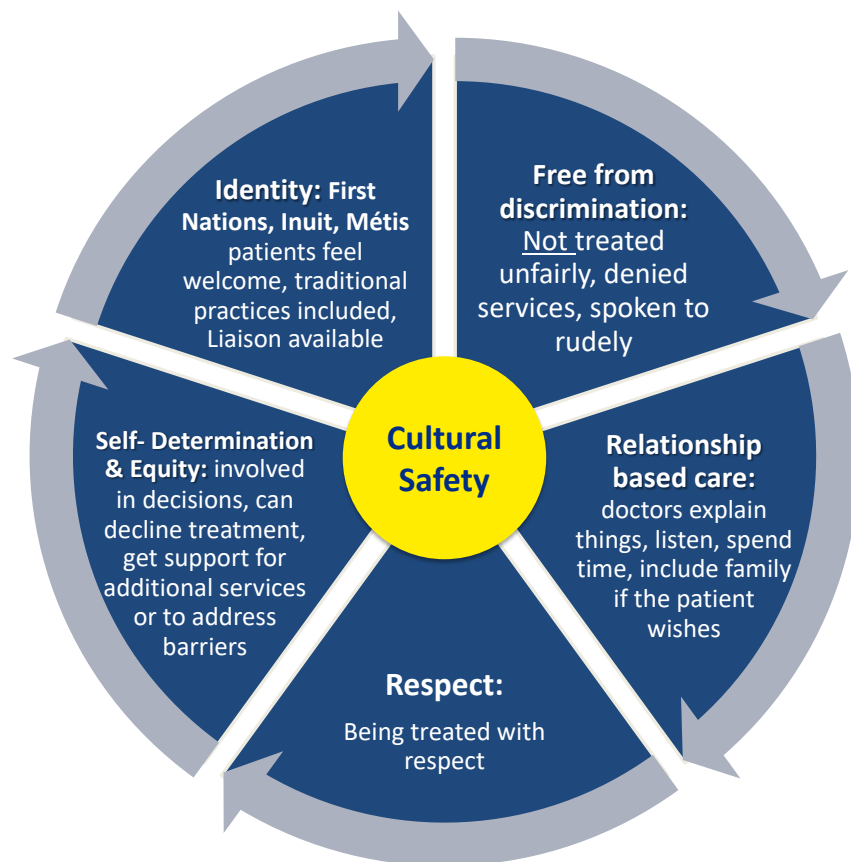 Identity: First
Nations, Inuit, Métis
patients feel
welcome, traditional
practices included,
Liaison available
Free from
discrimination:
Not treated
unfairly, denied
services, spoken to
rudely
Cultural
Safety
Self- Determination
& Equity: involved
in decisions, can
decline treatment,
get support for
additional services
or to address
barriers
Relationship
based care:
doctors explain
things, listen, spend
time, include family
if the patient
wishes
Respect:
Being treated with
respect